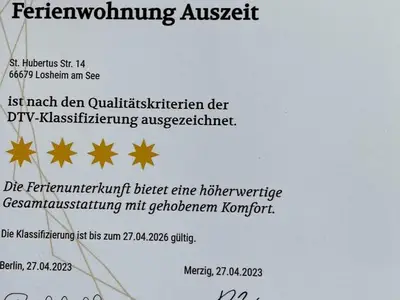 Ferienwohnung Auszeit
St. Hubertus Str. 14
66679 Losheim am See
ist nach den Qualitätskriterien der
DTV-Klassifizierung ausgezeichnet.
Die Ferienunterkunft bietet eine höherwertige
Gesamtausstattung mit gehobenem Komfort.
Die Klassifizierung ist bis zum 27.04.2026 gültig.
Berlin, 27.04.2023 Merzig, 27.04.2023